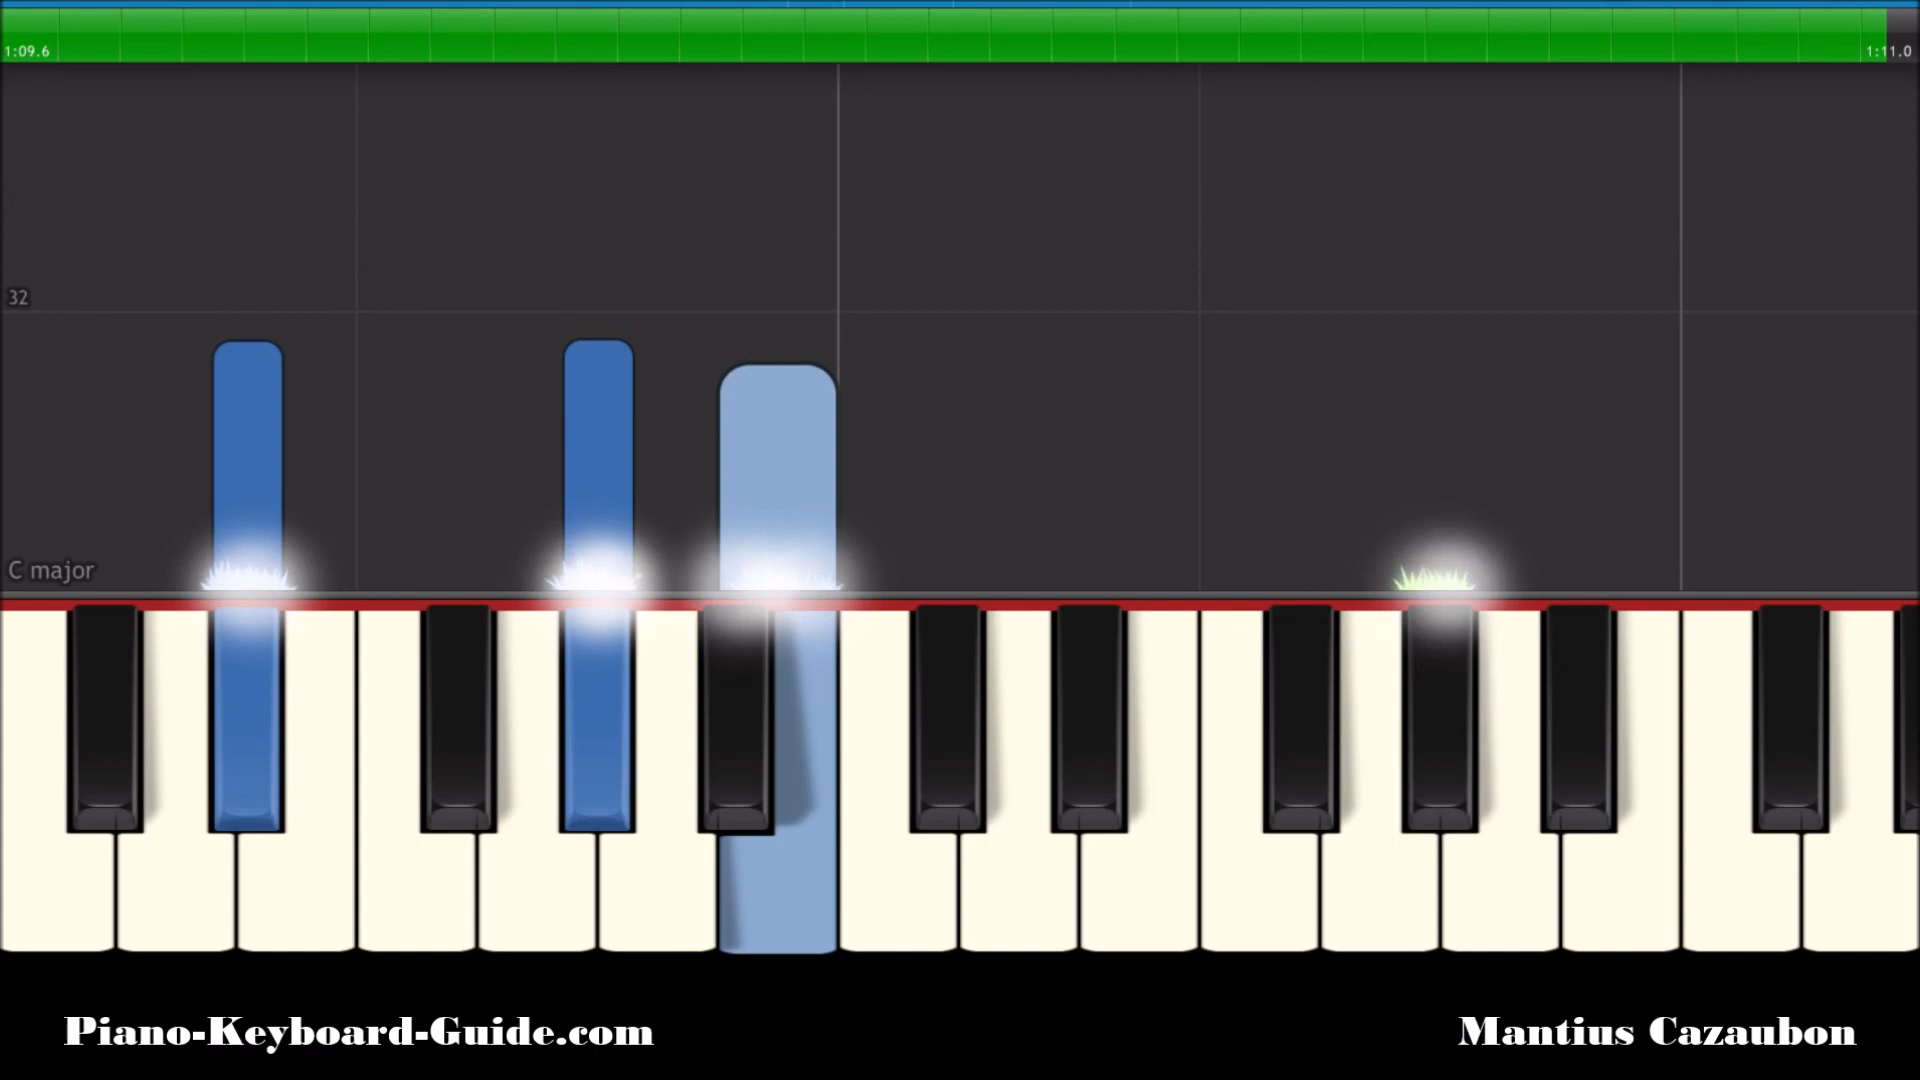 1:09.6
1:11.0
32
C major
Piano-Keyboard-Guide.com
Mantius Cazaubon